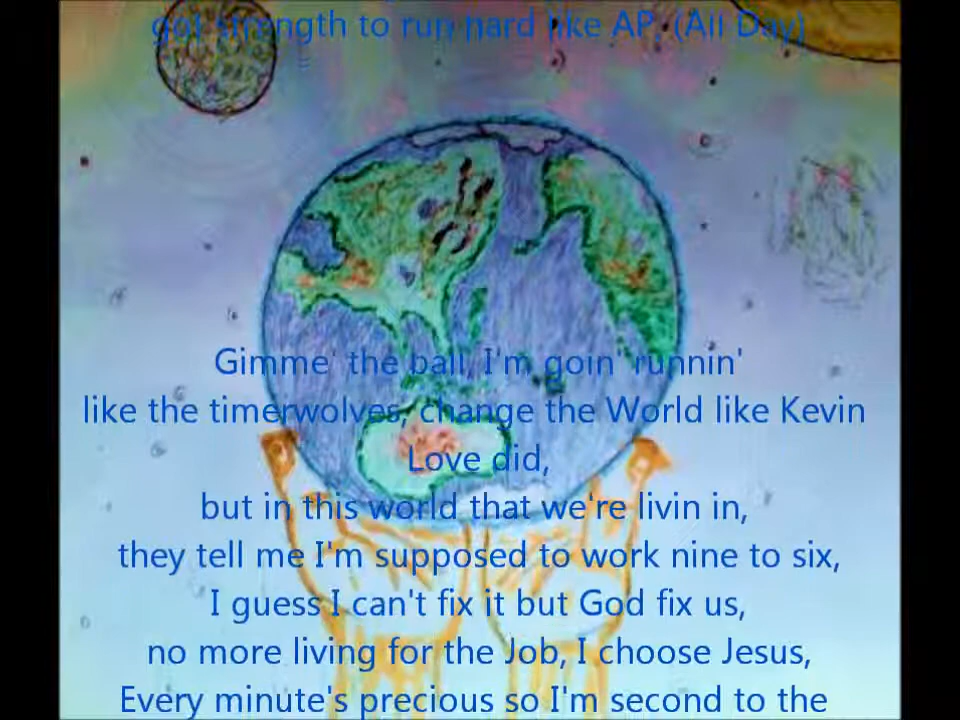 got strength to run hard like AP, (All Day)
Gimme' the ball, I'm goin' runnin'
like the timerwolves, change the World like Kevin
Love did,
but in this world that we're livin in,
they tell me I'm supposed to work nine to six,
I guess I can't fix it but God fix us,
no more living for the Job, I choose Jesus,
Every minute's precious so I'm second to the